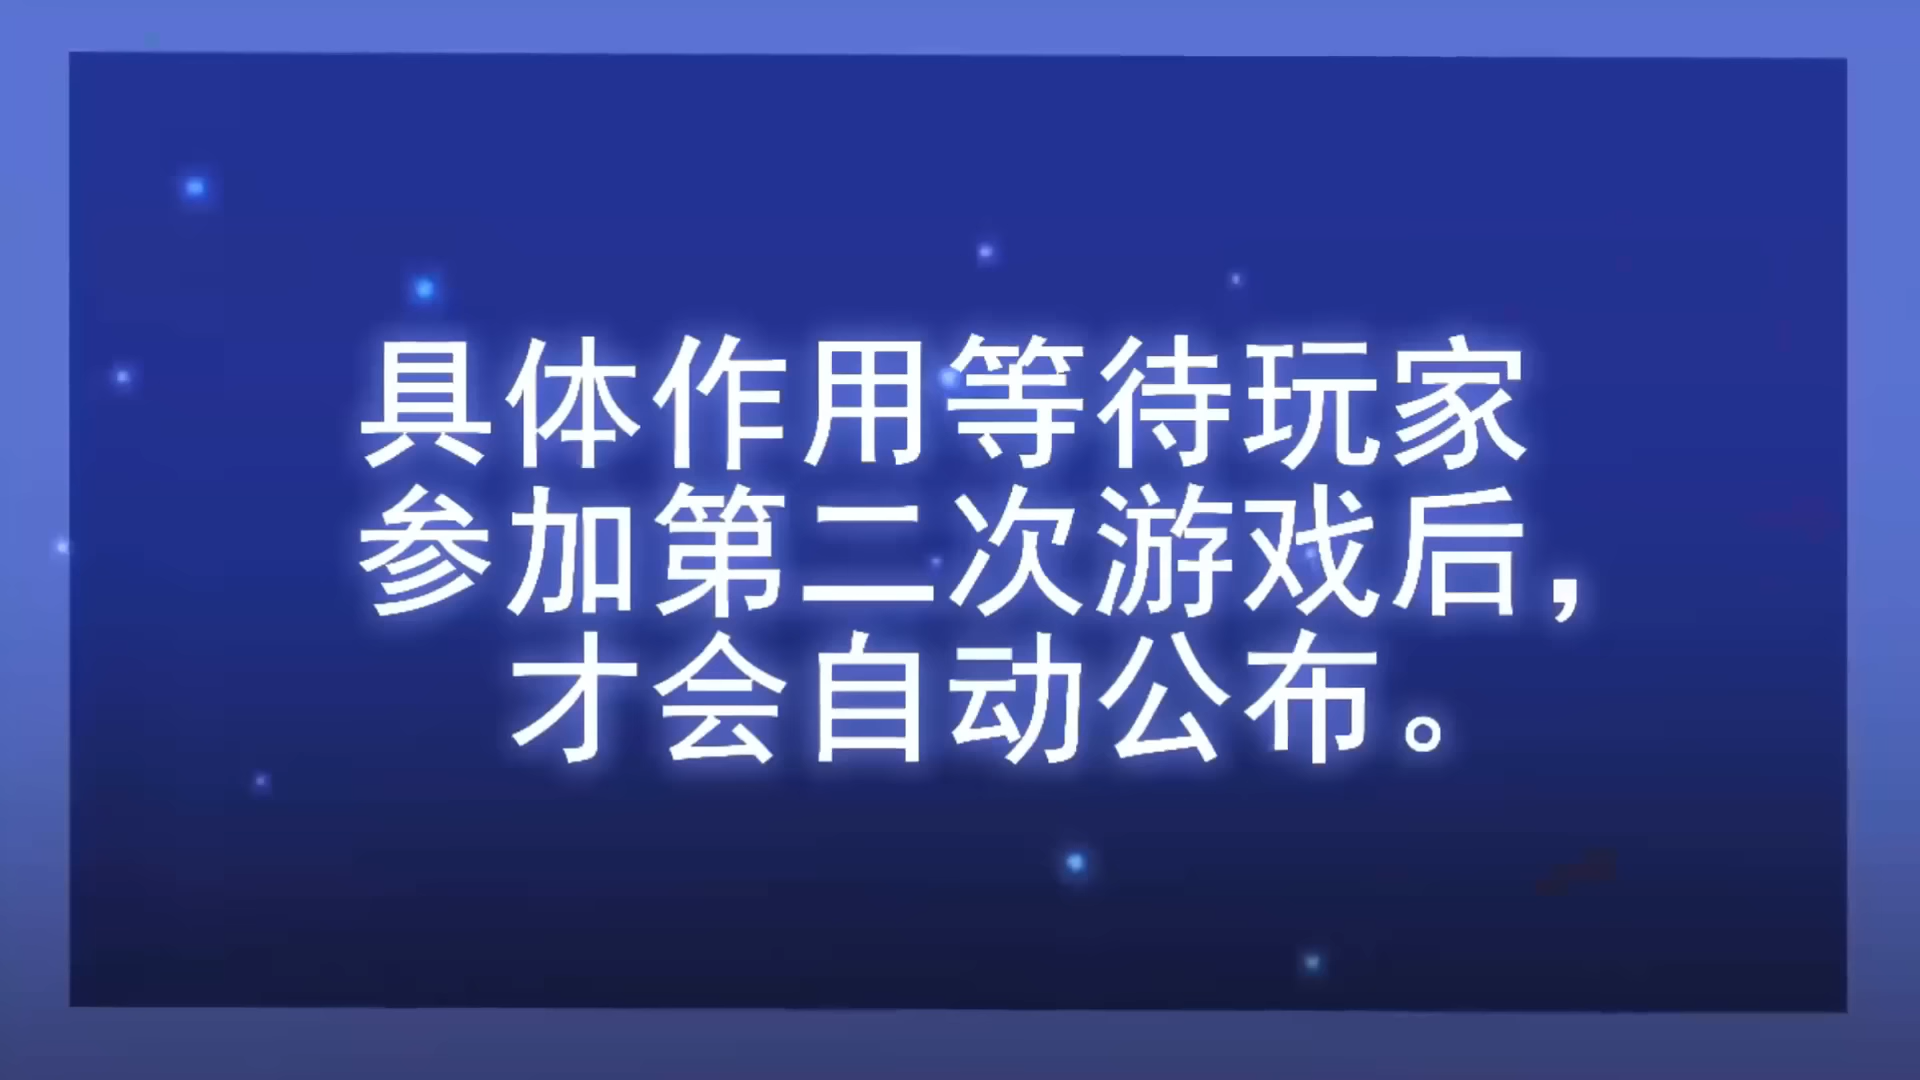 具体作用等待玩家
参加第二次游戏后，
才会自动公布。